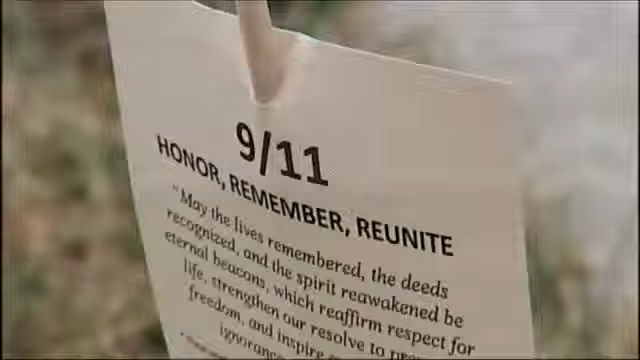 9/11
HONOR, REMEMBER, REUNITE
"May the lives remembered, the deeds
recognized, and the spirit reawakened be
eternal beacons, which reaffirm respect for
life, strengthen our resolve to
freedom, and inspire
ignorance